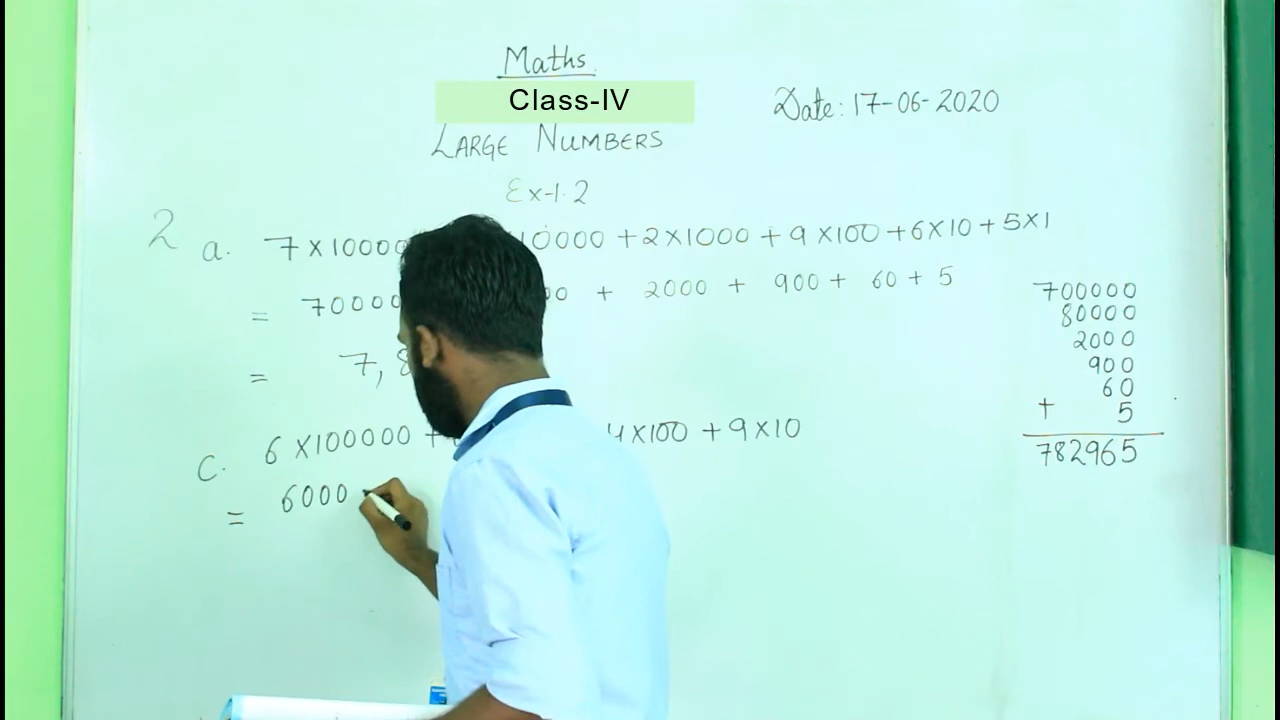 Maths.
Class-IV
Date: 17-06-2020
LARGE NUMBERS
Ex-1.2
2 a. 7×10000 10000 + 2×1000 + 9×100 + 6×10 + 5×1
= 70000 00 + 2000 + 900 + 60 + 5
= 7, 8
c. 6×100000 + 4×100 + 9×10
= 6000
700000
80000
2000
900
60
+ 5
782965